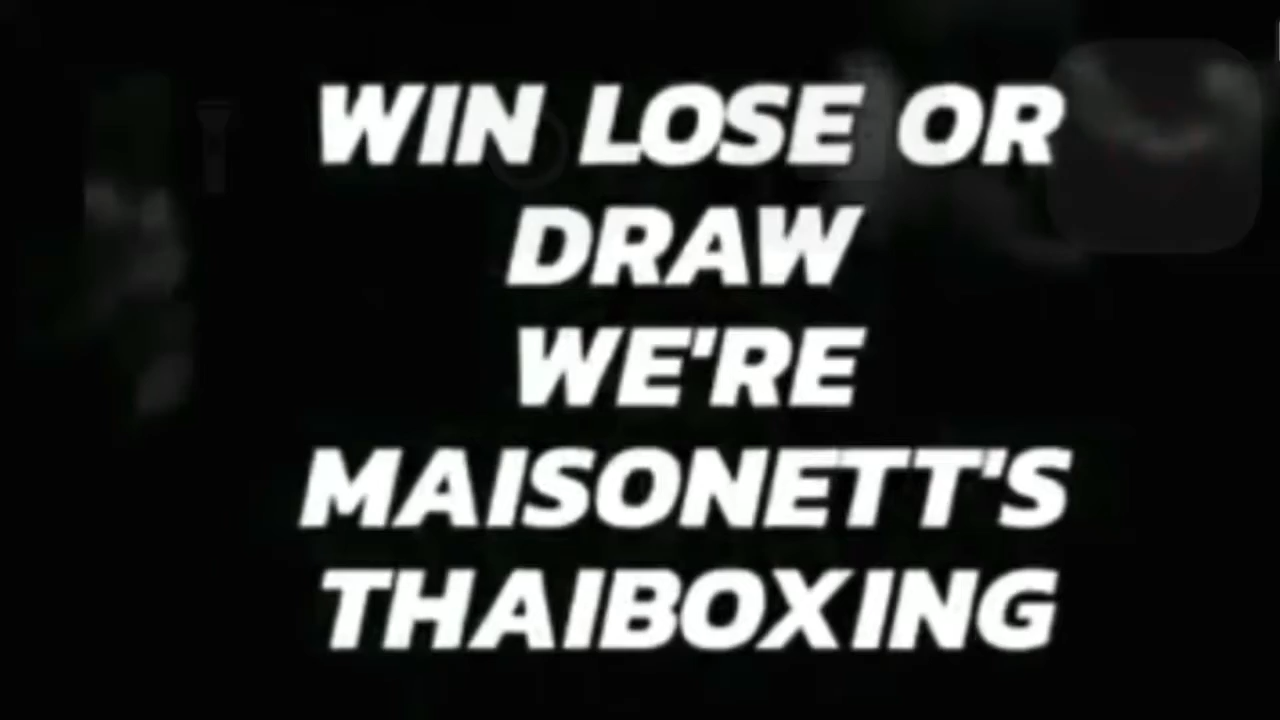 WIN LOSE OR
DRAW
WE'RE
MAISONETT'S
THAIBOXING